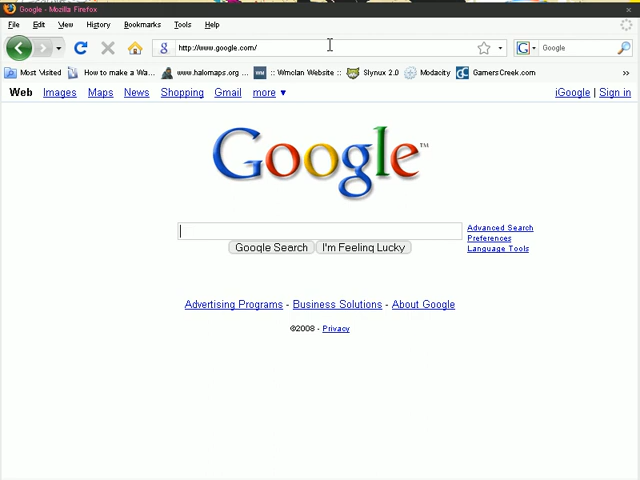 Google - Mozilla Firefox
File Edit View History Bookmarks Tools Help
http://www.google.com/ Google
Most Visited How to make a Wa... www.halomaps.org ... :: Wmclan Website :: Slynux 2.0 Modacity GamersCreek.com »
Web Images Maps News Shopping Gmail more ▼ iGoogle | Sign in
Google™
Advanced Search
Preferences
Language Tools
Google Search I'm Feeling Lucky
Advertising Programs - Business Solutions - About Google
©2008 - Privacy